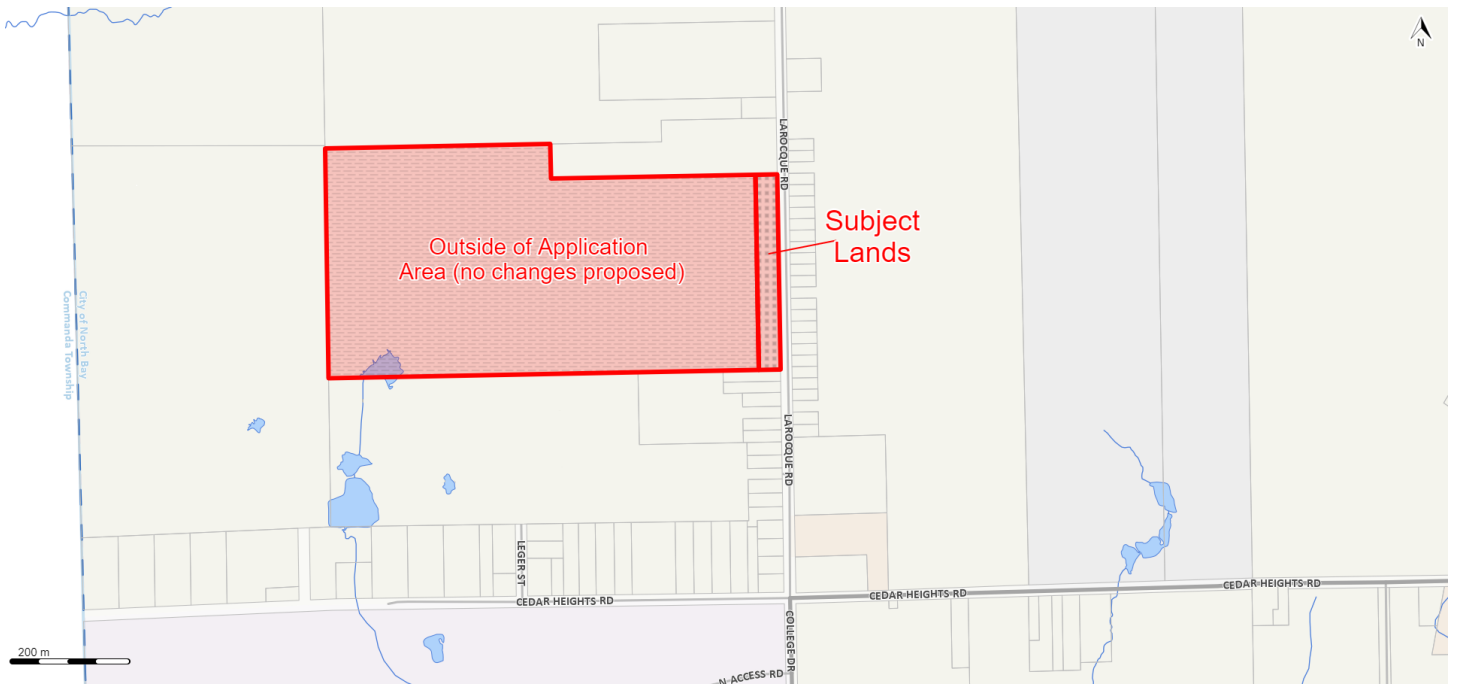 N
LAROCQUE RD
Subject
Lands
Outside of Application
Area (no changes proposed)
City of North Bay
Commanda Township
LAROCQUE RD
LEGER ST
CEDAR HEIGHTS RD
CEDAR HEIGHTS RD
CEDAR HEIGHTS RD
COLLEGE DR
200 m
N ACCESS RD